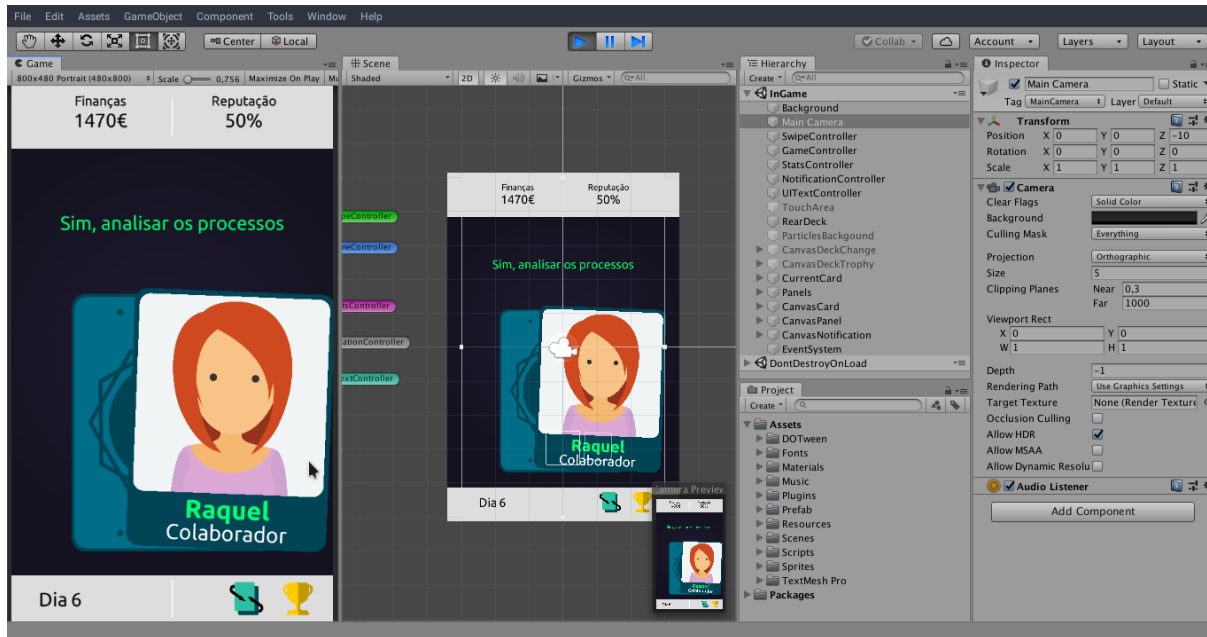 File Edit Assets GameObject Component Tools Window Help
Center Local Collab Account Layers Layout
Game
800x480 Portrait (480x800) Scale 0,756 Maximize On Play
Finanças Reputação
1470€ 50%
Sim, analisar os processos
Raquel
Colaborador
Dia 6
Scene
Shaded 2D Gizmos All
Finanças Reputação
1470€ 50%
Sim, analisar os processos
Raquel
Colaborador
Dia 6
Camera Preview
Hierarchy
Create All
InGame
Background
Main Camera
SwipeController
GameController
StatsController
NotificationController
UITextController
TouchArea
RearDeck
ParticlesBackgound
CanvasDeckChange
CanvasDeckTrophy
CurrentCard
Panels
CanvasCard
CanvasPanel
CanvasNotification
EventSystem
DontDestroyOnLoad
Project
Create
Assets
DOTween
Fonts
Materials
Music
Plugins
Prefab
Resources
Scenes
Scripts
Sprites
TextMesh Pro
Packages
Inspector
Main Camera Static
Tag MainCamera Layer Default
Transform
Position X 0 Y 0 Z -10
Rotation X 0 Y 0 Z 0
Scale X 1 Y 1 Z 1
Camera
Clear Flags Solid Color
Background
Culling Mask Everything
Projection Orthographic
Size 5
Clipping Planes Near 0,3
Far 1000
Viewport Rect
X 0 Y 0
W 1 H 1
Depth -1
Rendering Path Use Graphics Settings
Target Texture None (Render Texture
Occlusion Culling
Allow HDR
Allow MSAA
Allow Dynamic Resolu
Audio Listener
Add Component